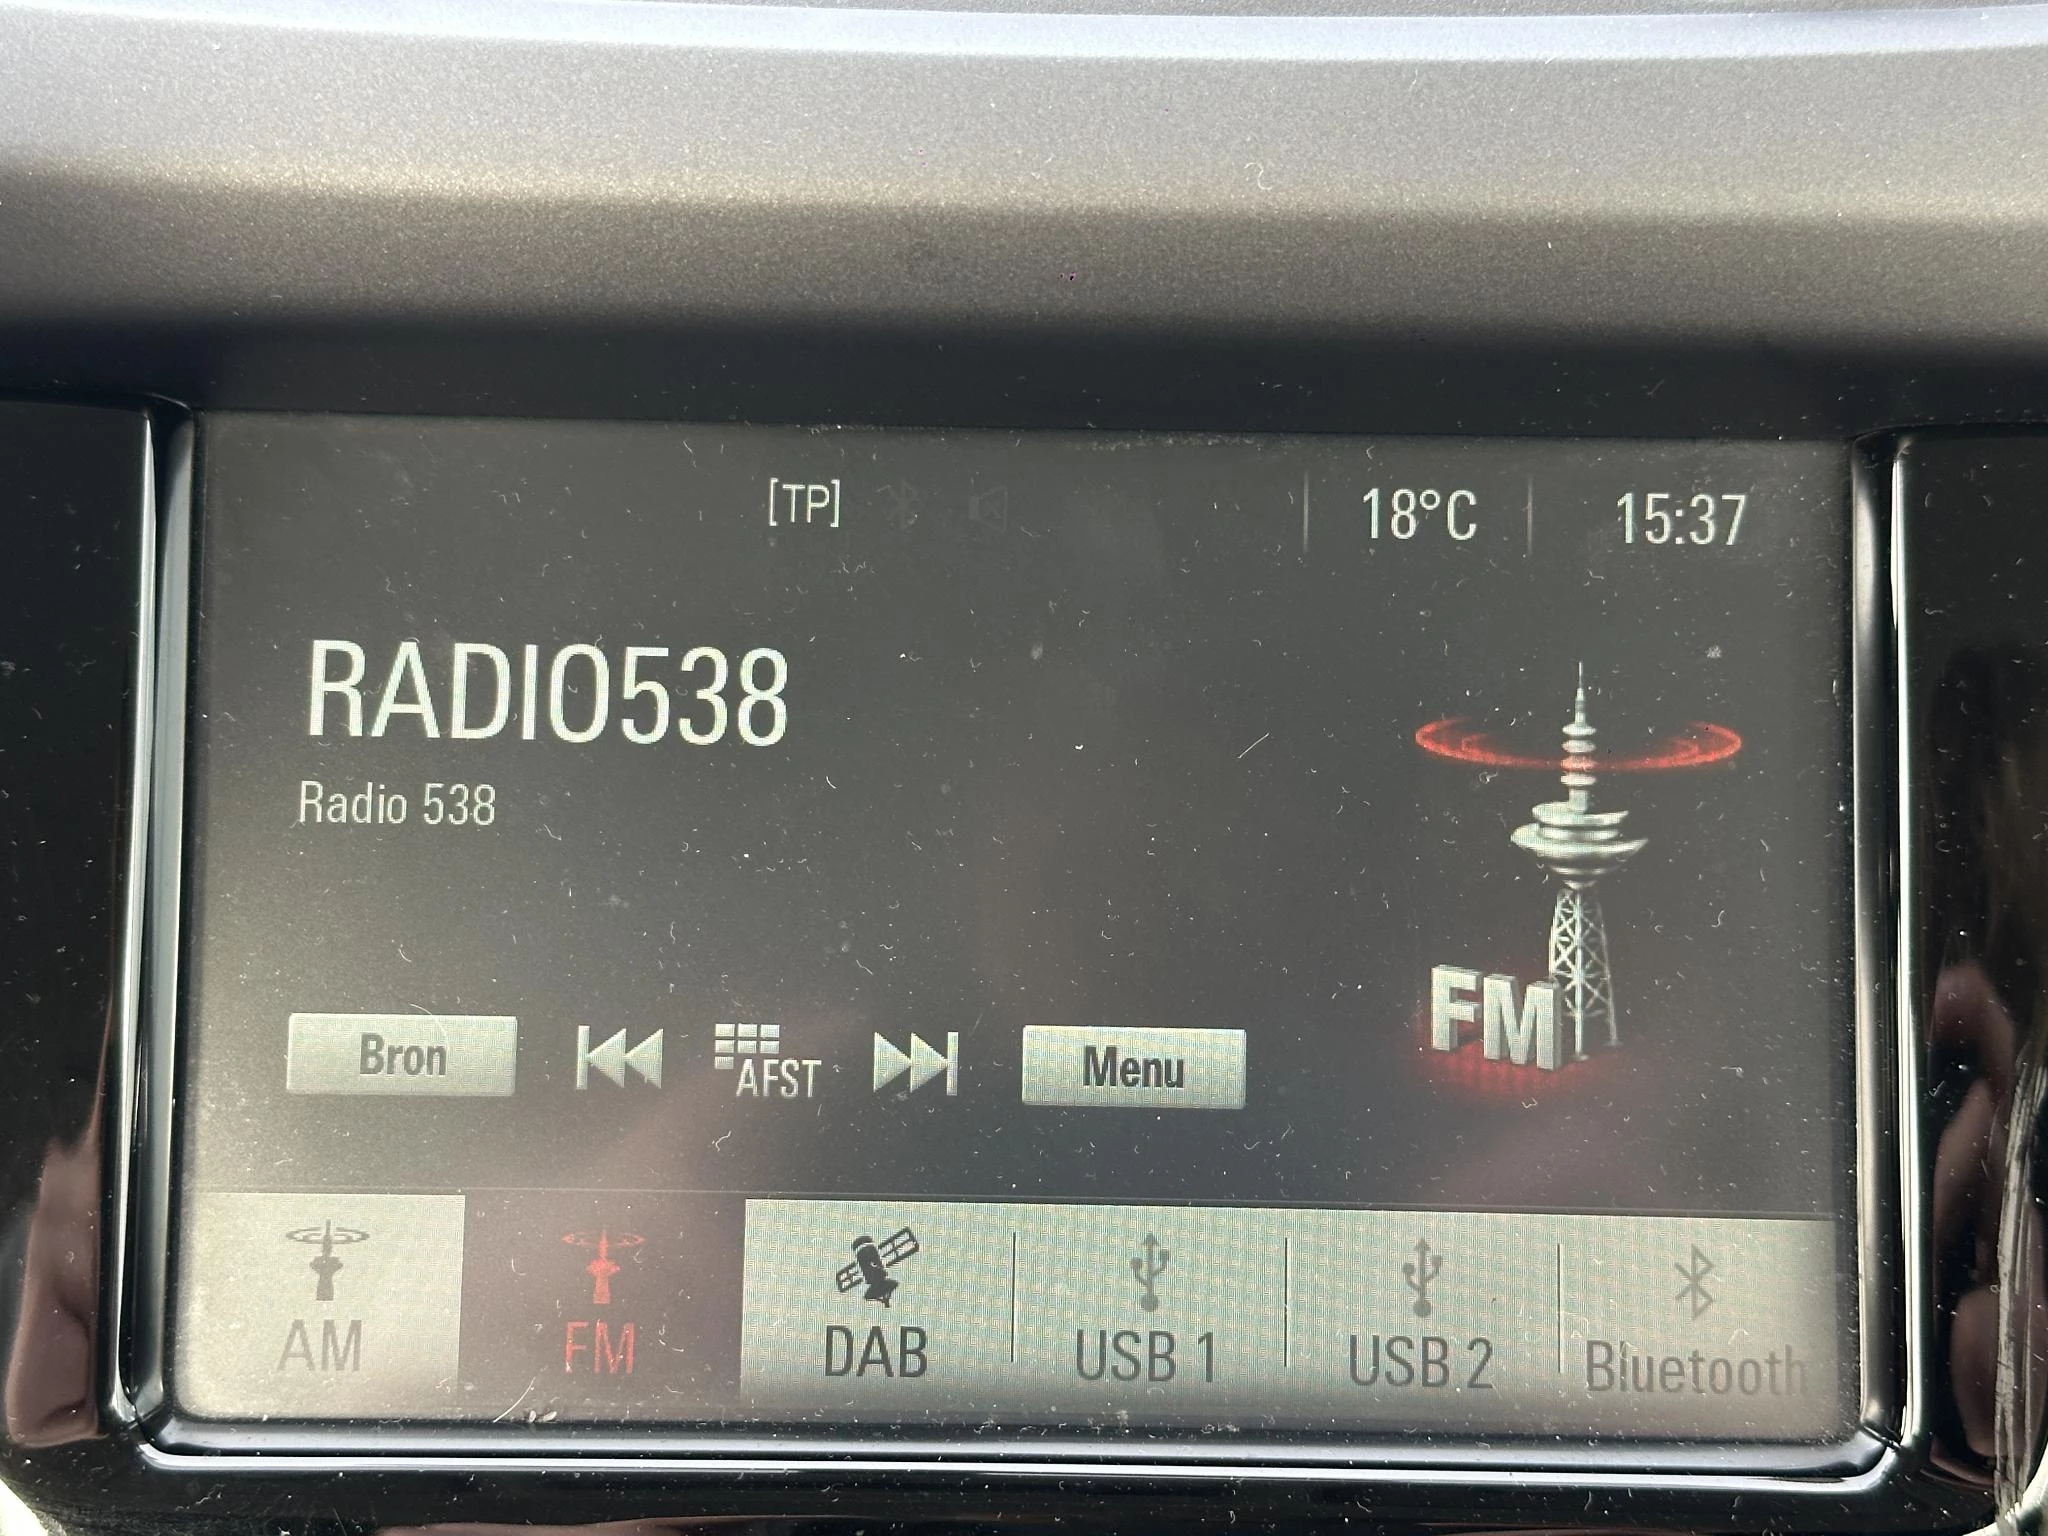 [TP] 18°C 15:37
RADIO538
Radio 538
FM
Bron AFST Menu
AM FM DAB USB 1 USB 2 Bluetooth